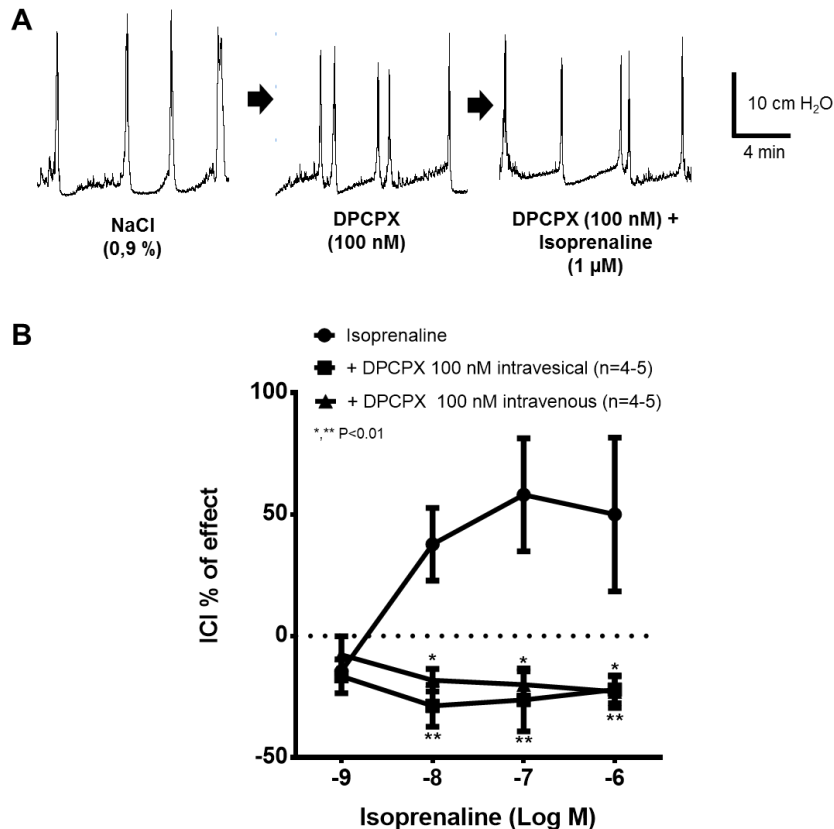 A
10 cm H₂O
4 min
NaCl
(0,9 %)
DPCPX
(100 nM)
DPCPX (100 nM) +
Isoprenaline
(1 µM)
B
Isoprenaline
+ DPCPX 100 nM intravesical (n=4-5)
+ DPCPX  100 nM intravenous (n=4-5)
*,** P<0.01
100
50
0
-50
ICI % of effect
* * *
** ** **
-9 -8 -7 -6
Isoprenaline (Log M)